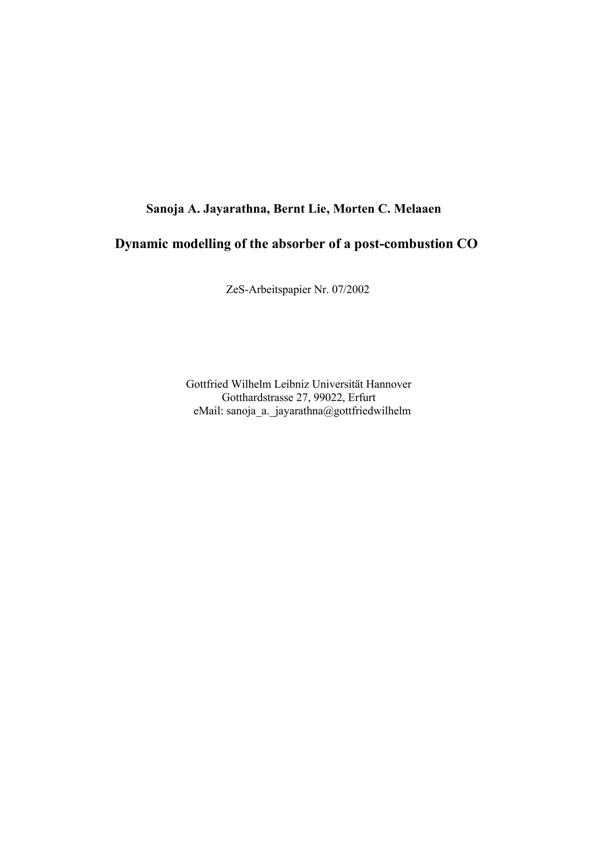 Sanoja A. Jayarathna, Bernt Lie, Morten C. Melaaen
Dynamic modelling of the absorber of a post-combustion CO
ZeS-Arbeitspapier Nr. 07/2002
Gottfried Wilhelm Leibniz Universität Hannover
Gotthardstrasse 27, 99022, Erfurt
eMail: sanoja_a._jayarathna@gottfriedwilhelm